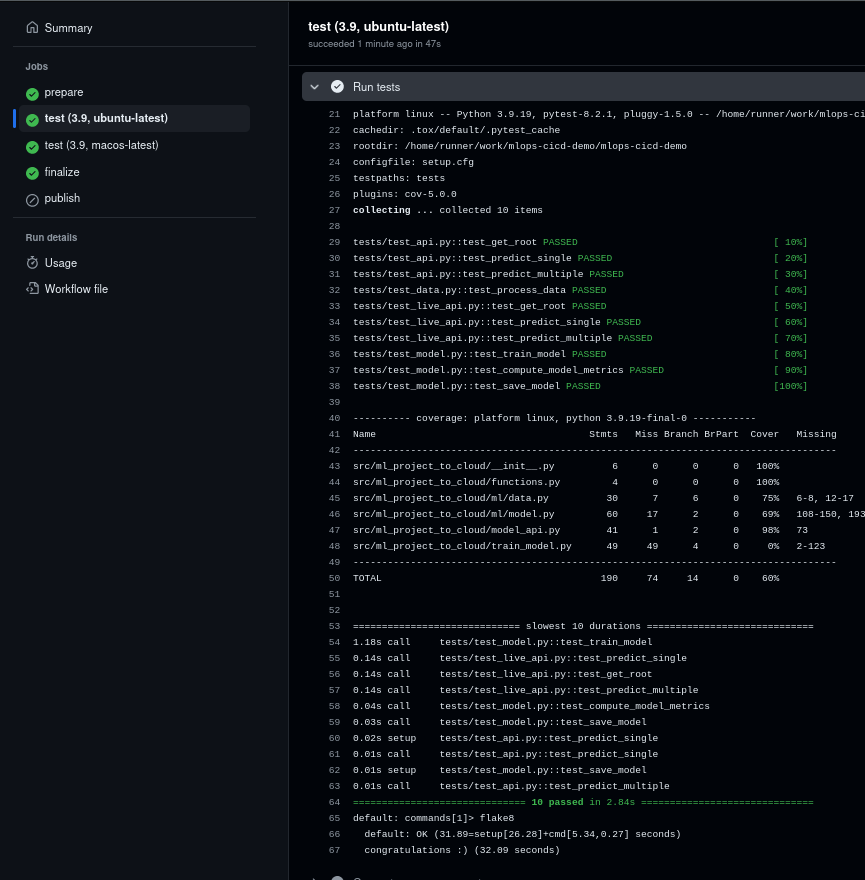 Summary
Jobs
prepare
test (3.9, ubuntu-latest)
test (3.9, macos-latest)
finalize
publish
Run details
Usage
Workflow file
test (3.9, ubuntu-latest)
succeeded 1 minute ago in 47s
Run tests
21 platform linux -- Python 3.9.19, pytest-8.2.1, pluggy-1.5.0 -- /home/runner/work/mlops-ci
22 cachedir: .tox/default/.pytest_cache
23 rootdir: /home/runner/work/mlops-cicd-demo/mlops-cicd-demo
24 configfile: setup.cfg
25 testpaths: tests
26 plugins: cov-5.0.0
27 collecting ... collected 10 items
28
29 tests/test_api.py::test_get_root PASSED [ 10%]
30 tests/test_api.py::test_predict_single PASSED [ 20%]
31 tests/test_api.py::test_predict_multiple PASSED [ 30%]
32 tests/test_data.py::test_process_data PASSED [ 40%]
33 tests/test_live_api.py::test_get_root PASSED [ 50%]
34 tests/test_live_api.py::test_predict_single PASSED [ 60%]
35 tests/test_live_api.py::test_predict_multiple PASSED [ 70%]
36 tests/test_model.py::test_train_model PASSED [ 80%]
37 tests/test_model.py::test_compute_model_metrics PASSED [ 90%]
38 tests/test_model.py::test_save_model PASSED [100%]
39
40 ---------- coverage: platform linux, python 3.9.19-final-0 -----------
41 Name Stmts Miss Branch BrPart Cover Missing
42 ------------------------------------------------------------------------------------
43 src/ml_project_to_cloud/__init__.py 6 0 0 0 100%
44 src/ml_project_to_cloud/functions.py 4 0 0 0 100%
45 src/ml_project_to_cloud/ml/data.py 30 7 6 0 75% 6-8, 12-17
46 src/ml_project_to_cloud/ml/model.py 60 17 2 0 69% 108-150, 193
47 src/ml_project_to_cloud/model_api.py 41 1 2 0 98% 73
48 src/ml_project_to_cloud/train_model.py 49 49 4 0 0% 2-123
49 ------------------------------------------------------------------------------------
50 TOTAL 190 74 14 0 60%
51
52
53 ============================= slowest 10 durations =============================
54 1.18s call tests/test_model.py::test_train_model
55 0.14s call tests/test_live_api.py::test_predict_single
56 0.14s call tests/test_live_api.py::test_get_root
57 0.14s call tests/test_live_api.py::test_predict_multiple
58 0.04s call tests/test_model.py::test_compute_model_metrics
59 0.03s call tests/test_model.py::test_save_model
60 0.02s setup tests/test_api.py::test_predict_single
61 0.01s call tests/test_api.py::test_predict_single
62 0.01s setup tests/test_model.py::test_save_model
63 0.01s call tests/test_api.py::test_predict_multiple
64 ============================== 10 passed in 2.84s ==============================
65 default: commands[1]> flake8
66 default: OK (31.89=setup[26.28]+cmd[5.34,0.27] seconds)
67 congratulations :) (32.09 seconds)